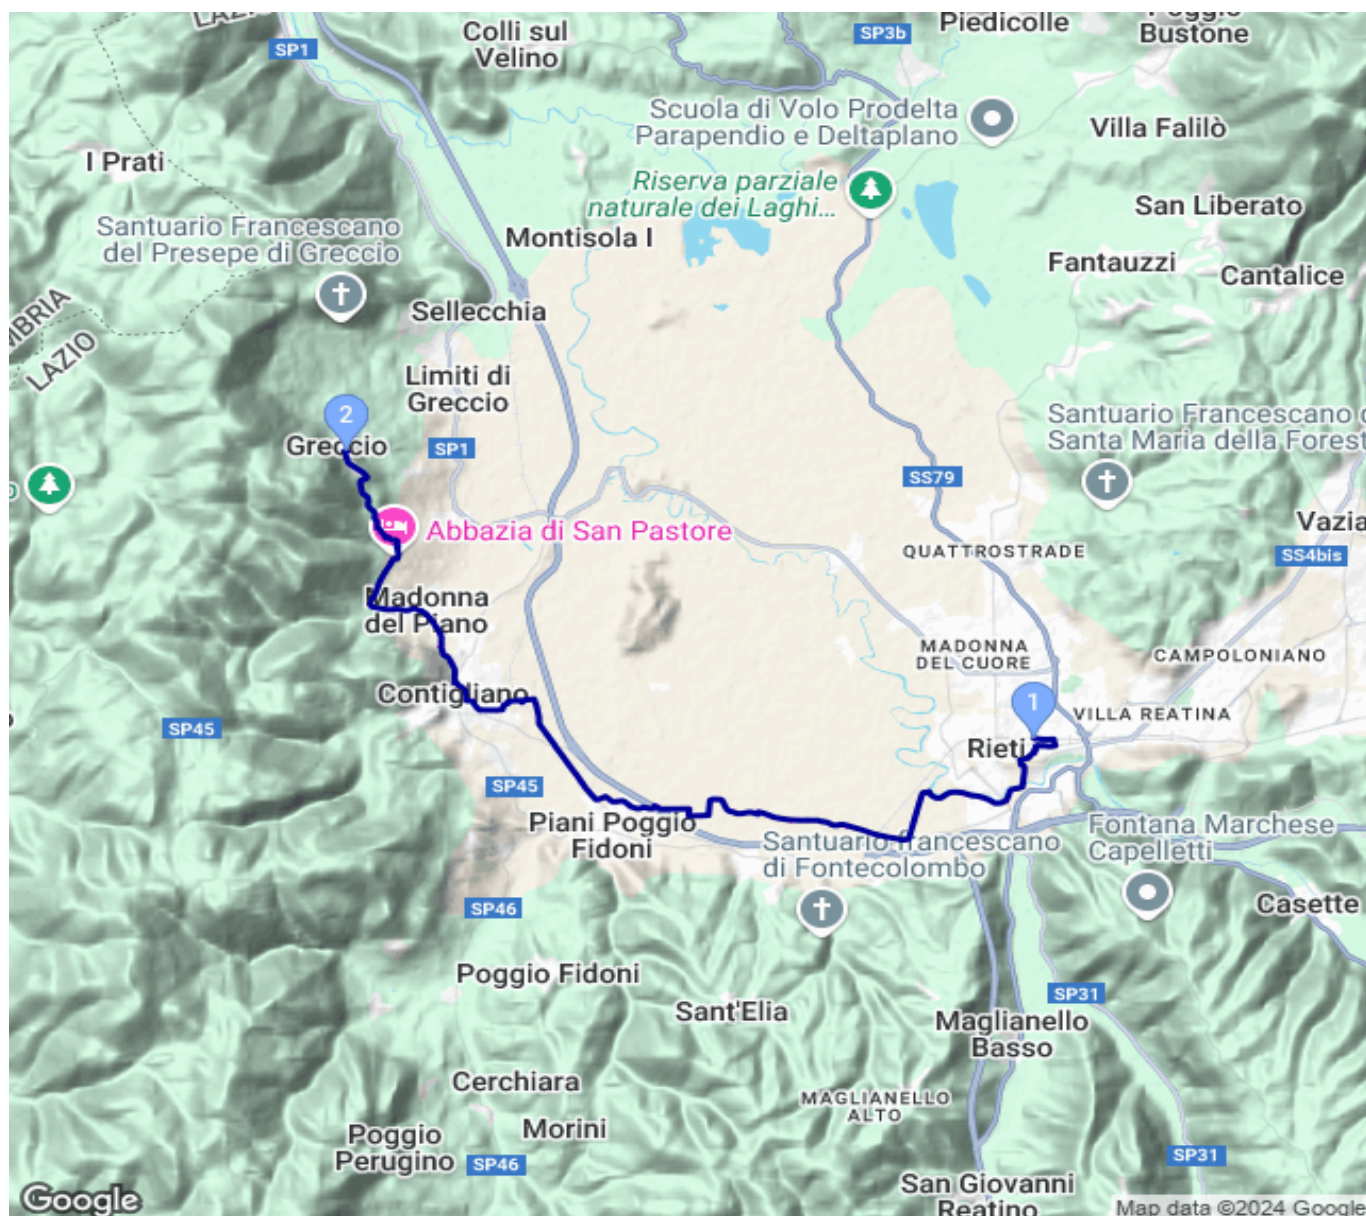 LAZIO
SP1
Colli sul
Velino
SP3b
Piedicolle
Poggio
Bustone
Scuola di Volo Prodelta
Parapendio e Deltaplano
Villa Falilò
I Prati
Riserva parziale
naturale dei Laghi...
San Liberato
Santuario Francescano
del Presepe di Greccio
Montisola I
Fantauzzi
Cantalice
MBRIA
LAZIO
Sellecchia
Limiti di
Greccio
2
Greccio
SP1
Santuario Francescano d
Santa Maria della Forest
SS79
o
Abbazia di San Pastore
Vazia
QUATTROSTRADE
SS4bis
Madonna
del Piano
MADONNA
DEL CUORE
CAMPOLONIANO
Contigliano
1
VILLA REATINA
SP45
Rieti
SP45
Piani Poggio
Fidoni
Santuario francescano
di Fontecolombo
Fontana Marchese
Capelletti
SP46
Casette
Poggio Fidoni
Sant'Elia
SP31
Maglianello
Basso
Cerchiara
MAGLIANELLO
ALTO
Morini
Poggio
Perugino
SP46
SP31
San Giovanni
Reatino
Google
Map data ©2024 Google